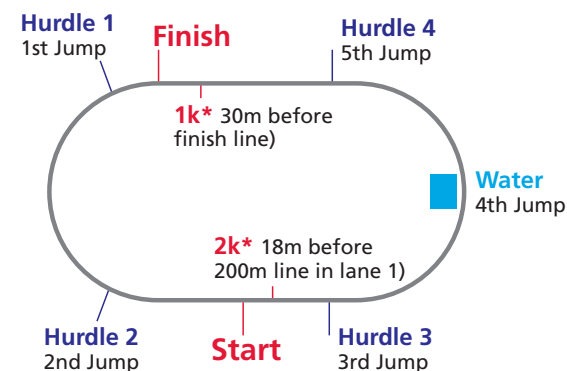 Hurdle 1
1st Jump
Finish
Hurdle 4
5th Jump
1k* 30m before
finish line)
Water
4th Jump
2k* 18m before
200m line in lane 1)
Hurdle 2
2nd Jump
Start
Hurdle 3
3rd Jump